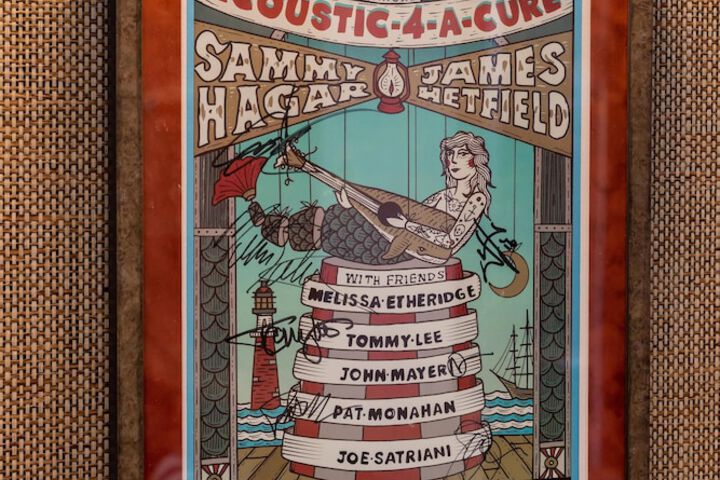 ACOUSTIC-4-A-CURE
SAMMY HAGAR
JAMES HETFIELD
WITH FRIENDS
MELISSA·ETHERIDGE
TOMMY·LEE
JOHN·MAYER
PAT·MONAHAN
JOE·SATRIANI